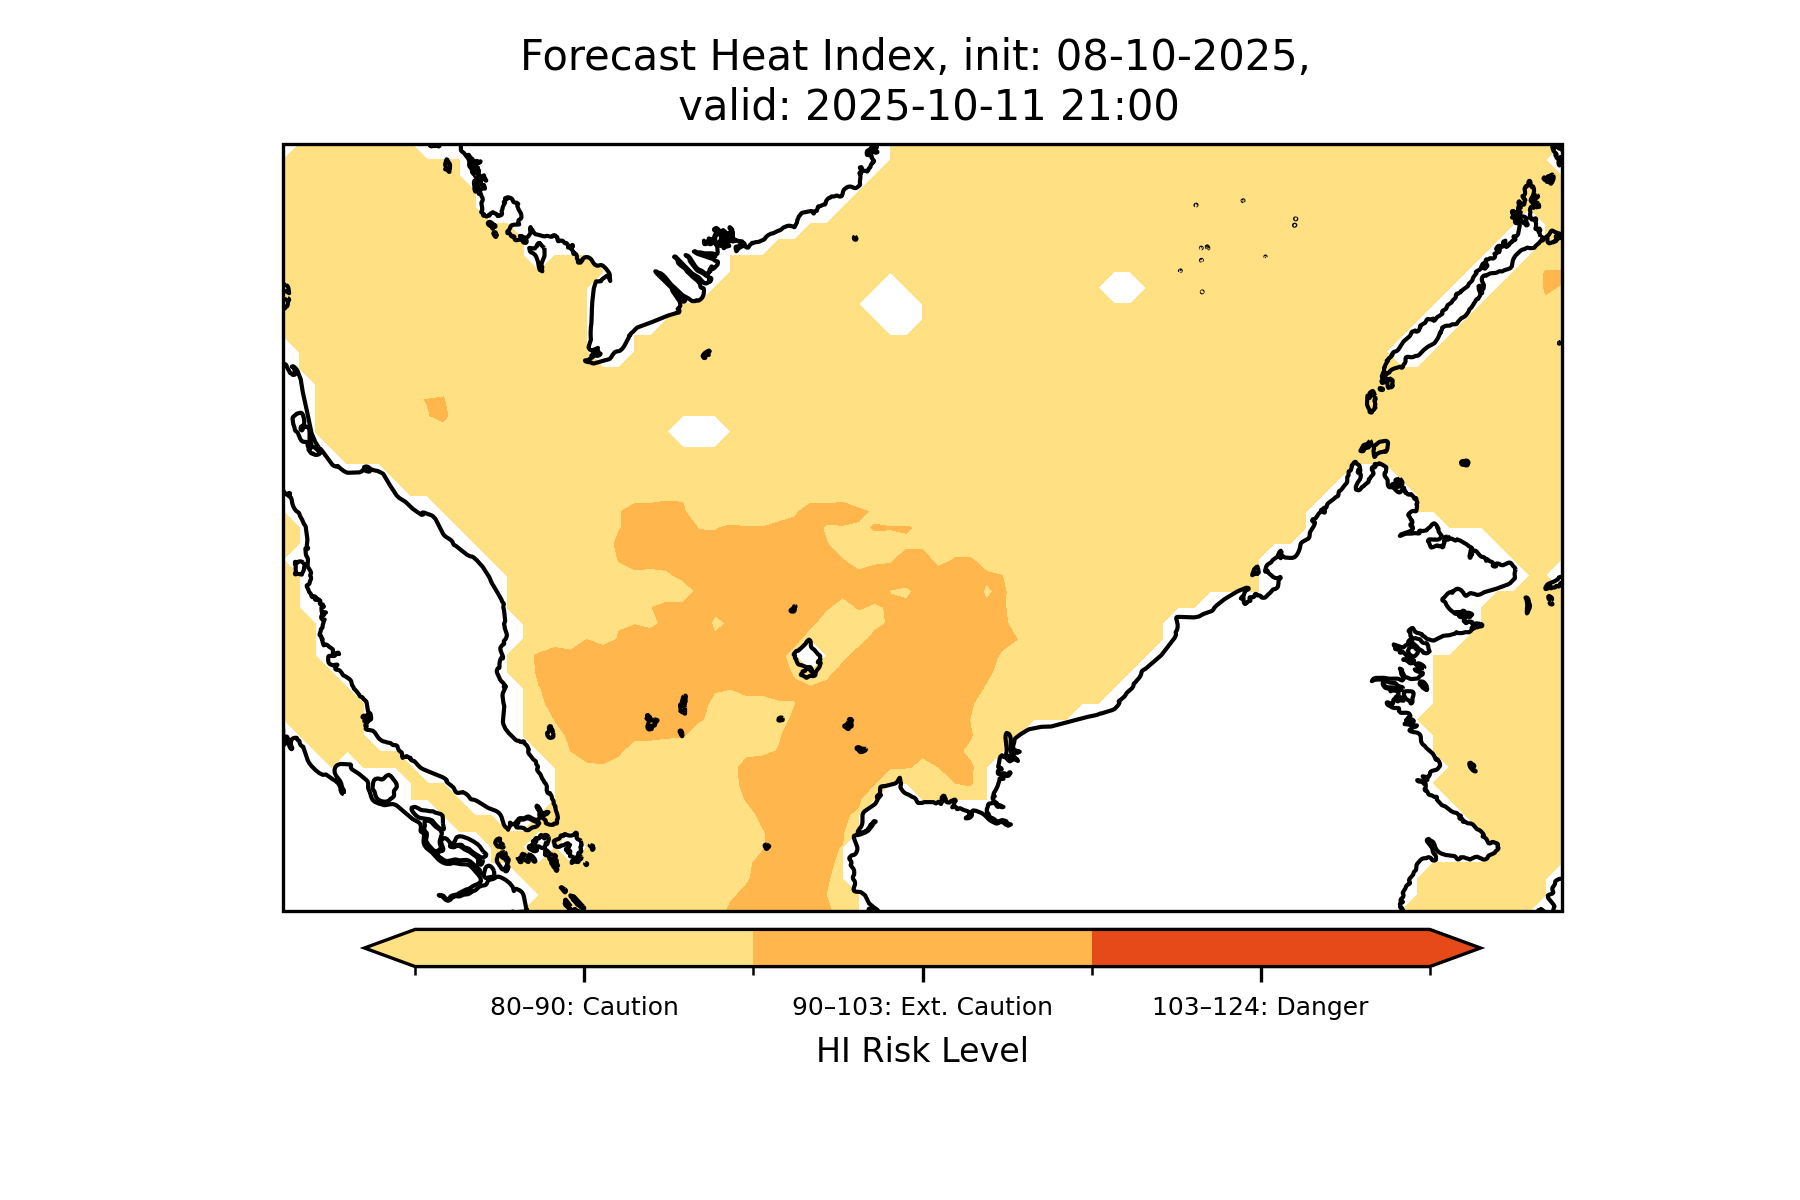 Forecast Heat Index, init: 08-10-2025,
valid: 2025-10-11 21:00
80–90: Caution
90–103: Ext. Caution
103–124: Danger
HI Risk Level